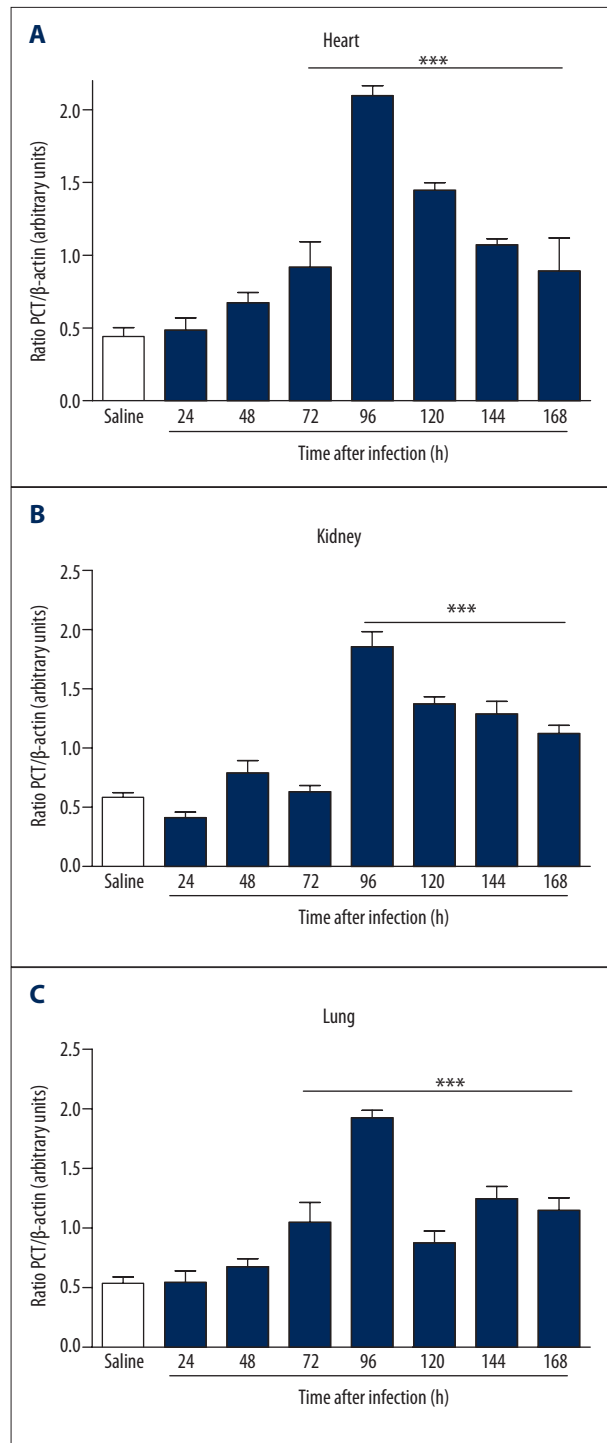 A
Heart
***
Ratio PCT/β-actin (arbitrary units)
2.0
1.5
1.0
0.5
0.0
Saline 24 48 72 96 120 144 168
Time after infection (h)
B
Kidney
***
Ratio PCT/β-actin (arbitrary units)
2.5
2.0
1.5
1.0
0.5
0.0
Saline 24 48 72 96 120 144 168
Time after infection (h)
C
Lung
***
Ratio PCT/β-actin (arbitrary units)
2.5
2.0
1.5
1.0
0.5
0.0
Saline 24 48 72 96 120 144 168
Time after infection (h)